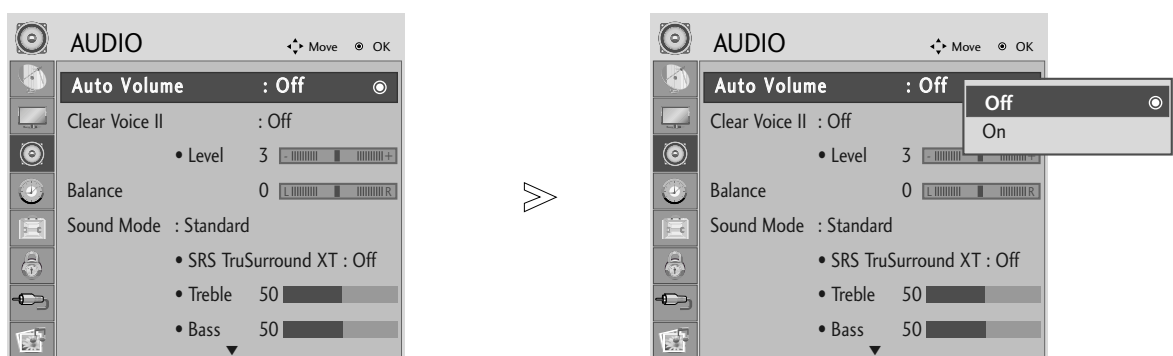 AUDIO
Move OK
Auto Volume : Off
Clear Voice II : Off
• Level 3 - +
Balance 0 L R
Sound Mode : Standard
• SRS TruSurround XT : Off
• Treble 50
• Bass 50
AUDIO
Move OK
Auto Volume : Off
Off
On
Clear Voice II : Off
• Level 3 - +
Balance 0 L R
Sound Mode : Standard
• SRS TruSurround XT : Off
• Treble 50
• Bass 50